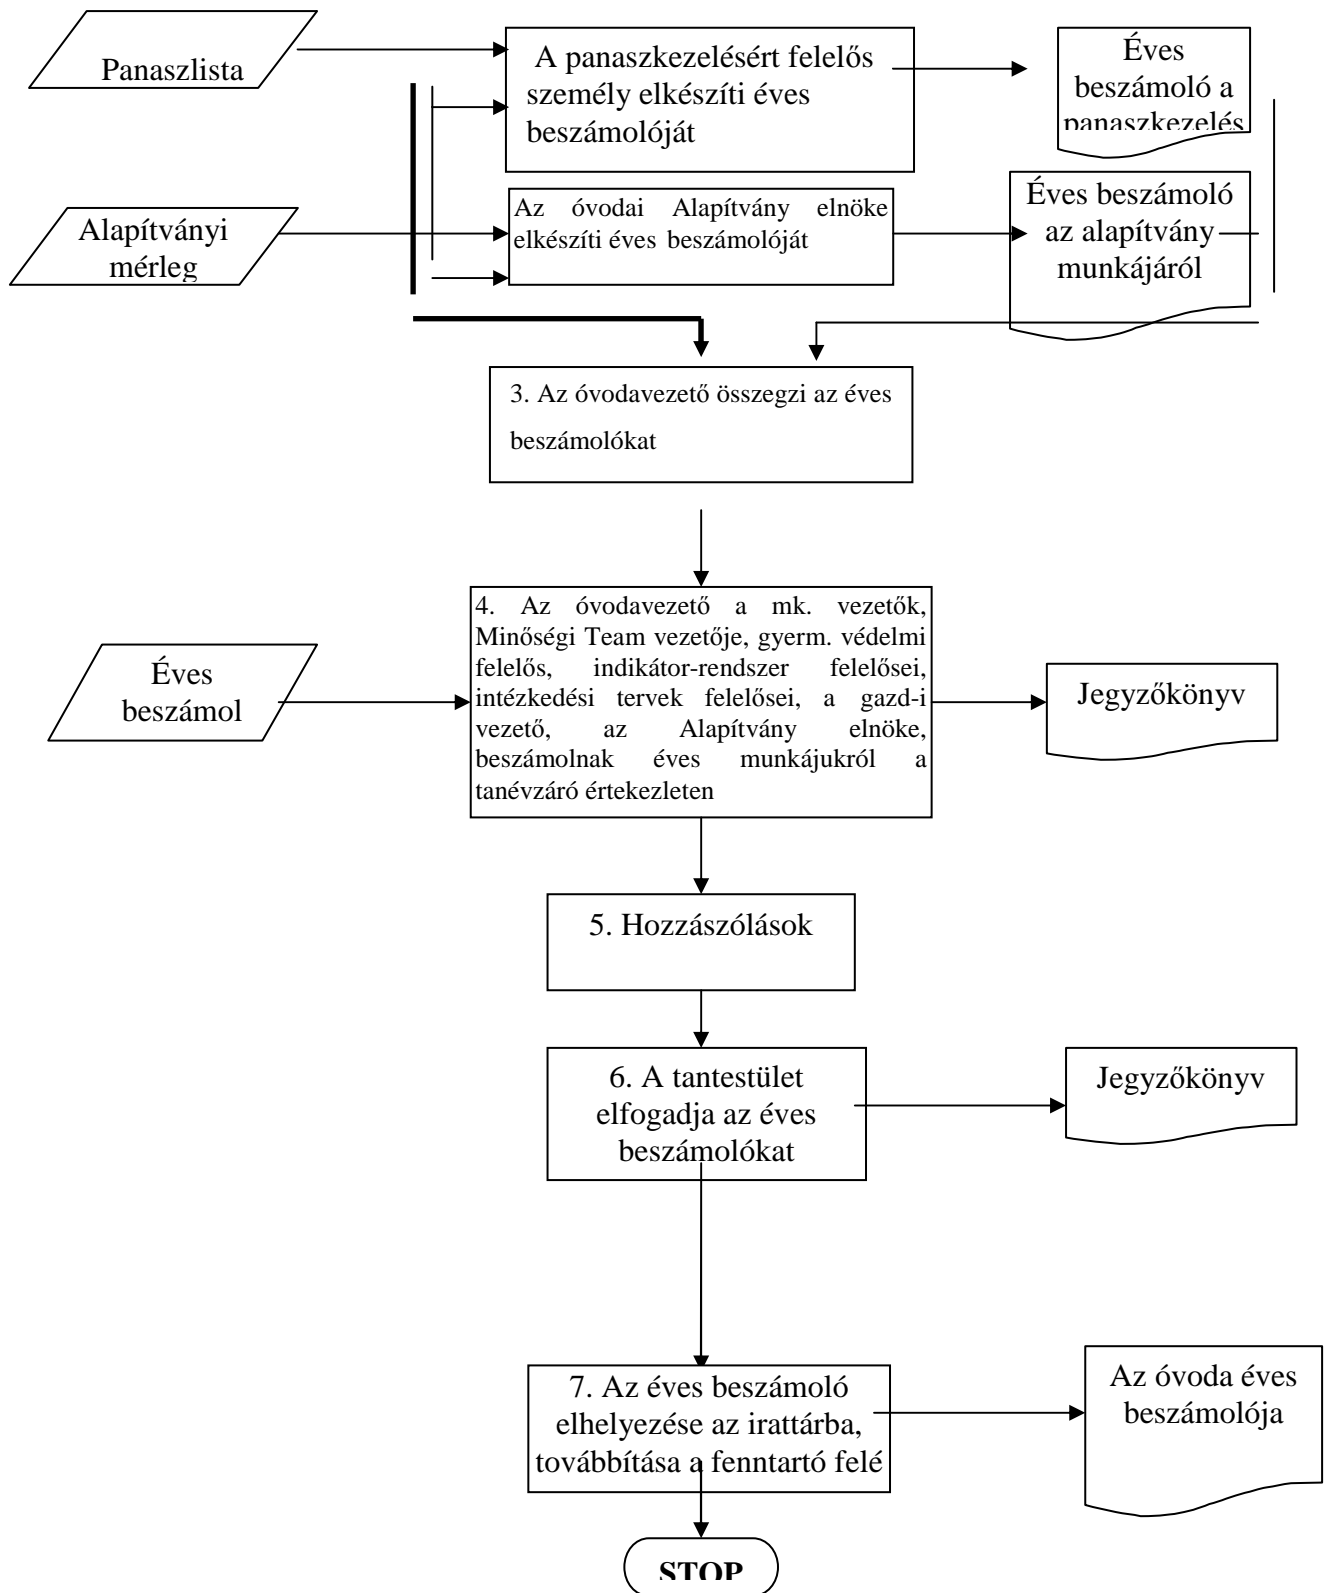 Panaszlista
A panaszkezelésért felelős
személy elkészíti éves
beszámolóját
Éves
beszámoló a
panaszkezelés
Alapítványi
mérleg
Az óvodai Alapítvány elnöke
elkészíti éves beszámolóját
Éves beszámoló
az alapítvány
munkájáról
3. Az óvodavezető összegzi az éves
beszámolókat
Éves
beszámol
4. Az óvodavezető a mk. vezetők,
Minőségi Team vezetője, gyerm. védelmi
felelős, indikátor-rendszer felelősei,
intézkedési tervek felelősei, a gazd-i
vezető, az Alapítvány elnöke,
beszámolnak éves munkájukról a
tanévzáró értekezleten
Jegyzőkönyv
5. Hozzászólások
6. A tantestület
elfogadja az éves
beszámolókat
Jegyzőkönyv
7. Az éves beszámoló
elhelyezése az irattárba,
továbbítása a fenntartó felé
Az óvoda éves
beszámolója
STOP